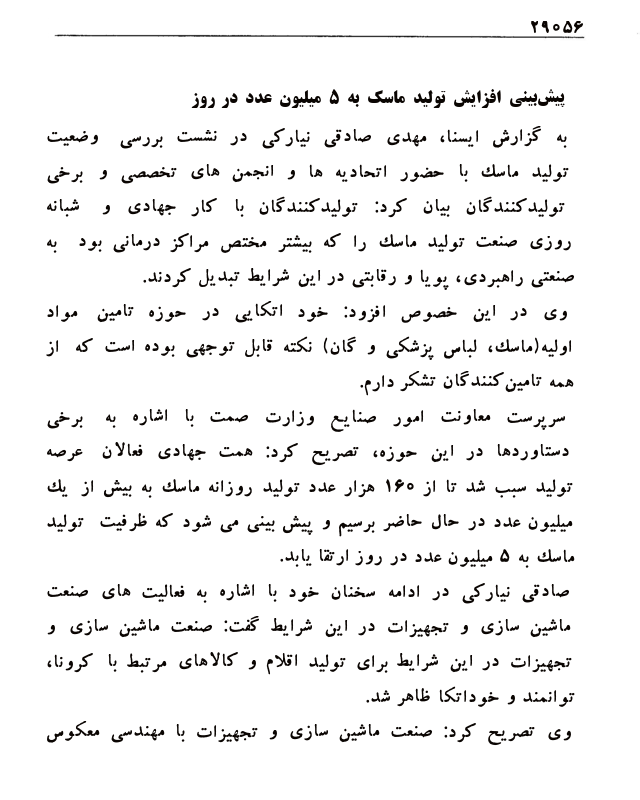 ۲۹۰۵۶
پیش‌بینی افزایش تولید ماسک به ۵ میلیون عدد در روز
به گزارش ایسنا، مهدی صادقی نیارکی در نشست بررسی وضعیت
تولید ماسك با حضور اتحادیه ها و انجمن های تخصصی و برخی
تولیدکنندگان بیان کرد: تولیدکنندگان با کار جهادی و شبانه
روزی صنعت تولید ماسك را که بیشتر مختص مراکز درمانی بود به
صنعتی راهبردی، پویا و رقابتی در این شرایط تبدیل کردند.
وی در این خصوص افزود: خود اتکایی در حوزه تامین مواد
اولیه(ماسك، لباس پزشکی و گان) نکته قابل توجهی بوده است که از
همه تامین‌کنندگان تشکر دارم.
سرپرست معاونت امور صنایع وزارت صمت با اشاره به برخی
دستاوردها در این حوزه، تصریح کرد: همت جهادی فعالان عرصه
تولید سبب شد تا از ۱۶۰ هزار عدد تولید روزانه ماسك به بیش از یك
میلیون عدد در حال حاضر برسیم و پیش بینی می شود که ظرفیت تولید
ماسك به ۵ میلیون عدد در روز ارتقا یابد.
صادقی نیارکی در ادامه سخنان خود با اشاره به فعالیت های صنعت
ماشین سازی و تجهیزات در این شرایط گفت: صنعت ماشین سازی و
تجهیزات در این شرایط برای تولید اقلام و کالاهای مرتبط با کرونا،
توانمند و خوداتکا ظاهر شد.
وی تصریح کرد: صنعت ماشین سازی و تجهیزات با مهندسی معکوس